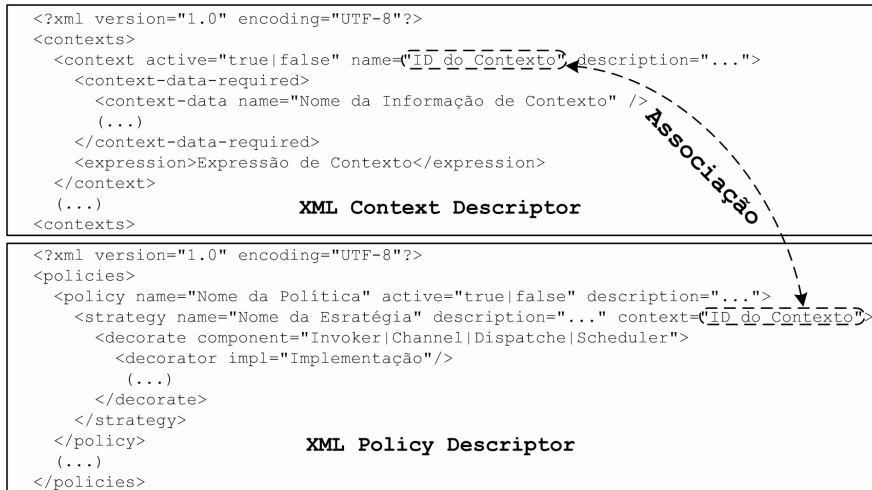 <?xml version="1.0" encoding="UTF-8"?>
<contexts>
<context active="true|false" name="ID do Contexto" description="...">
<context-data-required>
<context-data name="Nome da Informação de Contexto" />
(...)
</context-data-required>
<expression>Expressão de Contexto</expression>
</context>
(...)
XML Context Descriptor
<contexts>
Associação
<?xml version="1.0" encoding="UTF-8"?>
<policies>
<policy name="Nome da Política" active="true|false" description="...">
<strategy name="Nome da Esratégia" description="..." context="ID do Contexto">
<decorate component="Invoker|Channel|Dispatche|Scheduler">
<decorator impl="Implementação"/>
(...)
</decorate>
</strategy>
</policy>
XML Policy Descriptor
(...)
</policies>